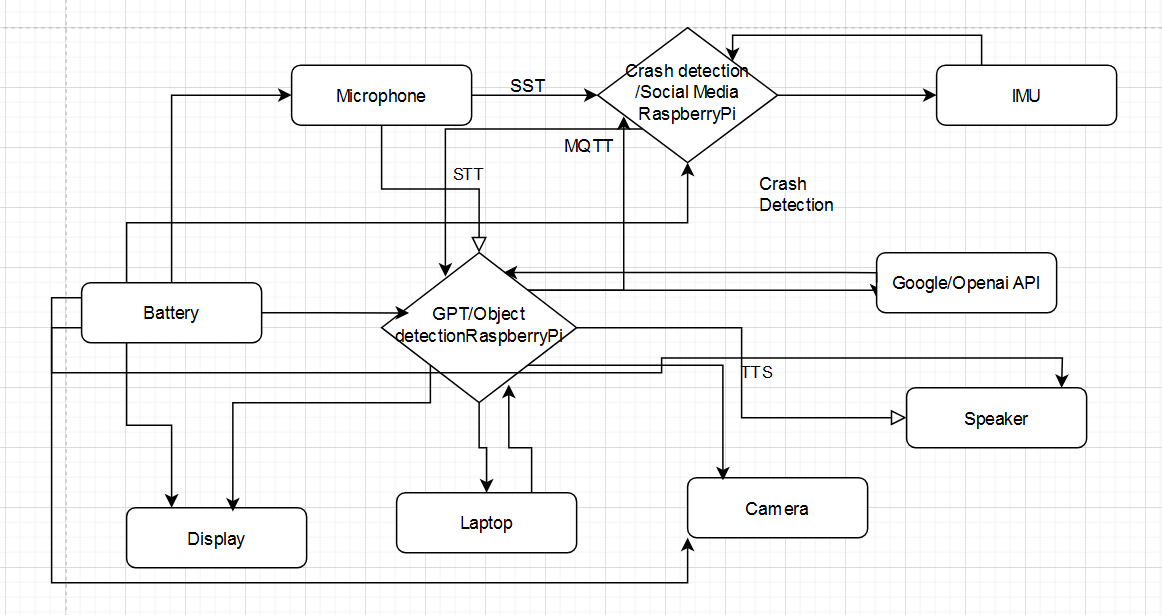 Microphone
SST
Crash detection
/Social Media
RaspberryPi
IMU
MQTT
STT
Crash
Detection
Battery
GPT/Object
detectionRaspberryPi
Google/Openai API
TTS
Speaker
Display
Laptop
Camera